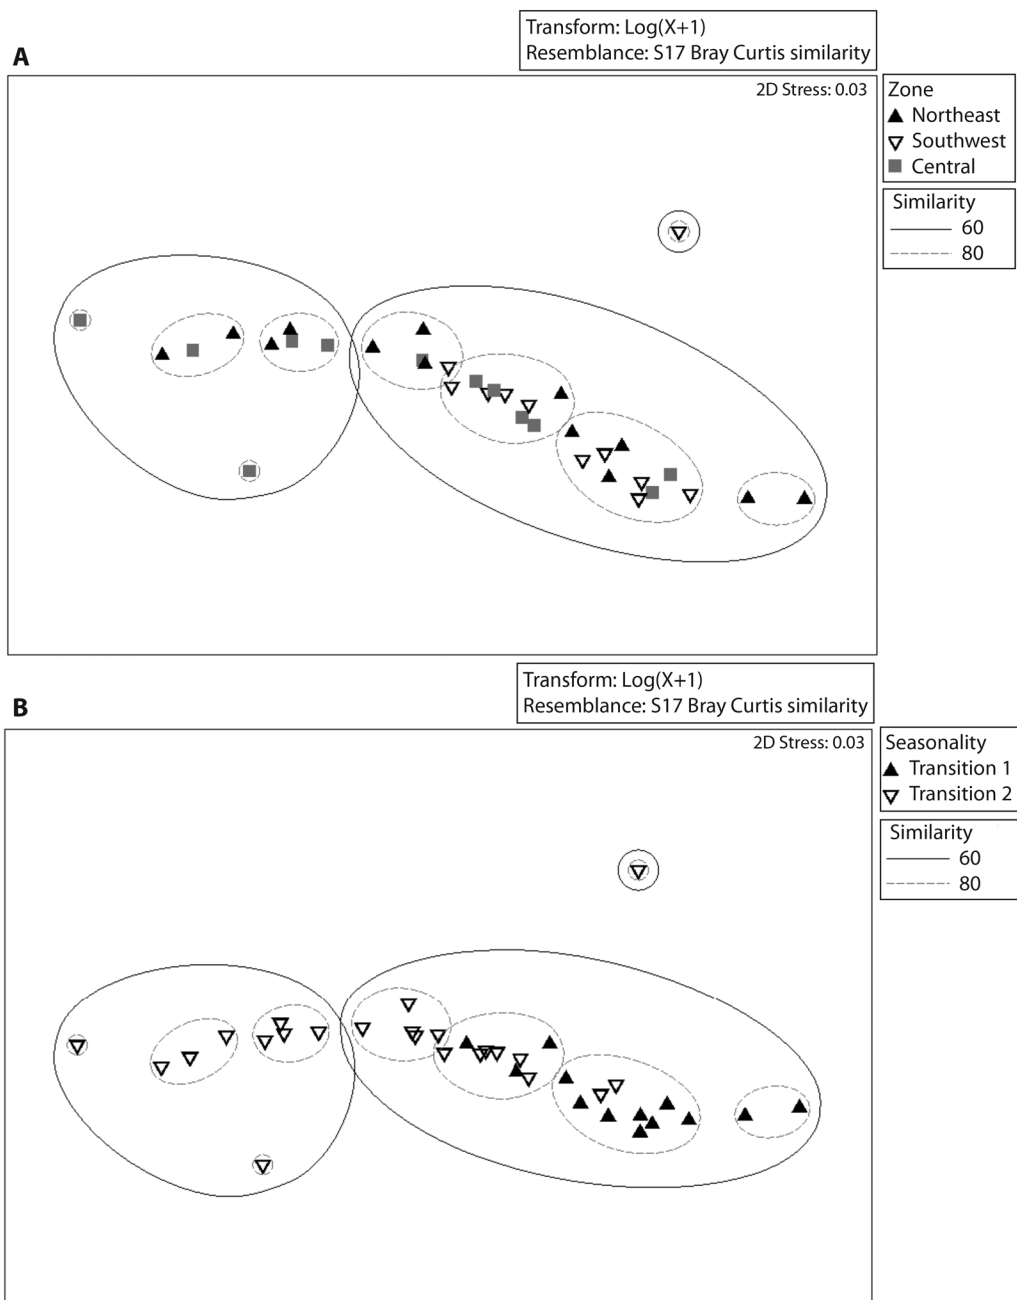 Transform: Log(X+1)
Resemblance: S17 Bray Curtis similarity
A
2D Stress: 0.03
Zone
Northeast
Southwest
Central
Similarity
60
80
Transform: Log(X+1)
Resemblance: S17 Bray Curtis similarity
B
2D Stress: 0.03
Seasonality
Transition 1
Transition 2
Similarity
60
80